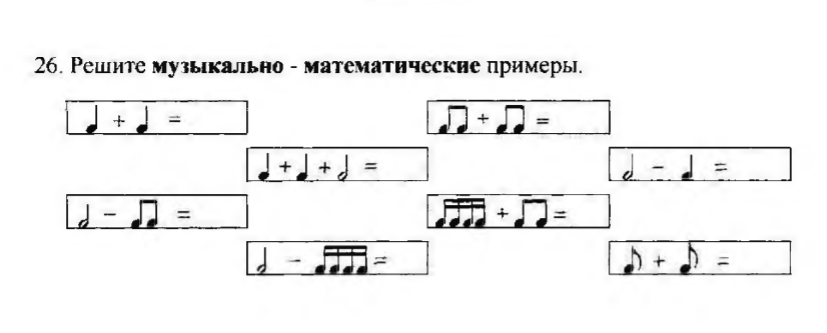 26. Решите музыкально - математические примеры.
♩ + ♩ =
♫ + ♫ =
♩ + ♩ + 𝅗𝅥 =
𝅗𝅥 - ♩ =
𝅗𝅥 - ♫ =
𝅘𝅥𝅯𝅘𝅥𝅯𝅘𝅥𝅯𝅘𝅥𝅯 + ♫ =
𝅗𝅥 - 𝅘𝅥𝅯𝅘𝅥𝅯𝅘𝅥𝅯𝅘𝅥𝅯 =
♪ + ♪ =